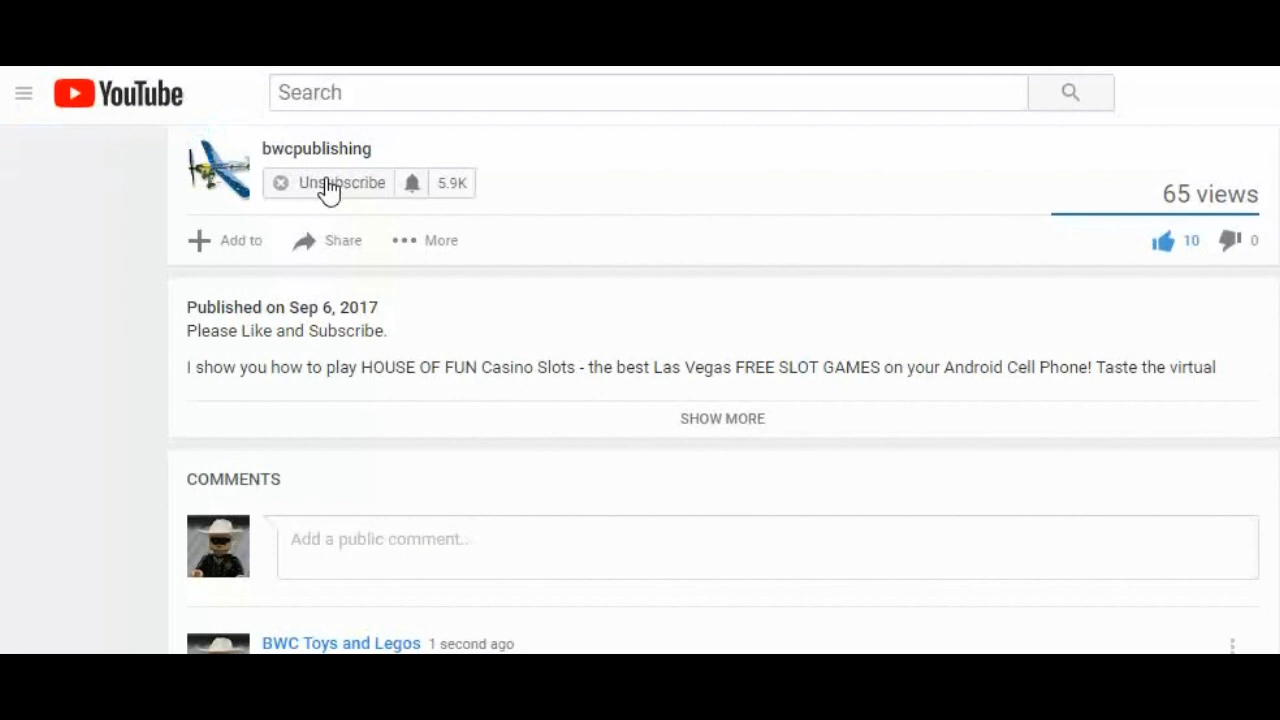 YouTube
Search
bwcpublishing
Unsubscribe 5.9K
65 views
Add to Share More
10 0
Published on Sep 6, 2017
Please Like and Subscribe.
I show you how to play HOUSE OF FUN Casino Slots - the best Las Vegas FREE SLOT GAMES on your Android Cell Phone! Taste the virtual
SHOW MORE
COMMENTS
Add a public comment...
BWC Toys and Legos 1 second ago